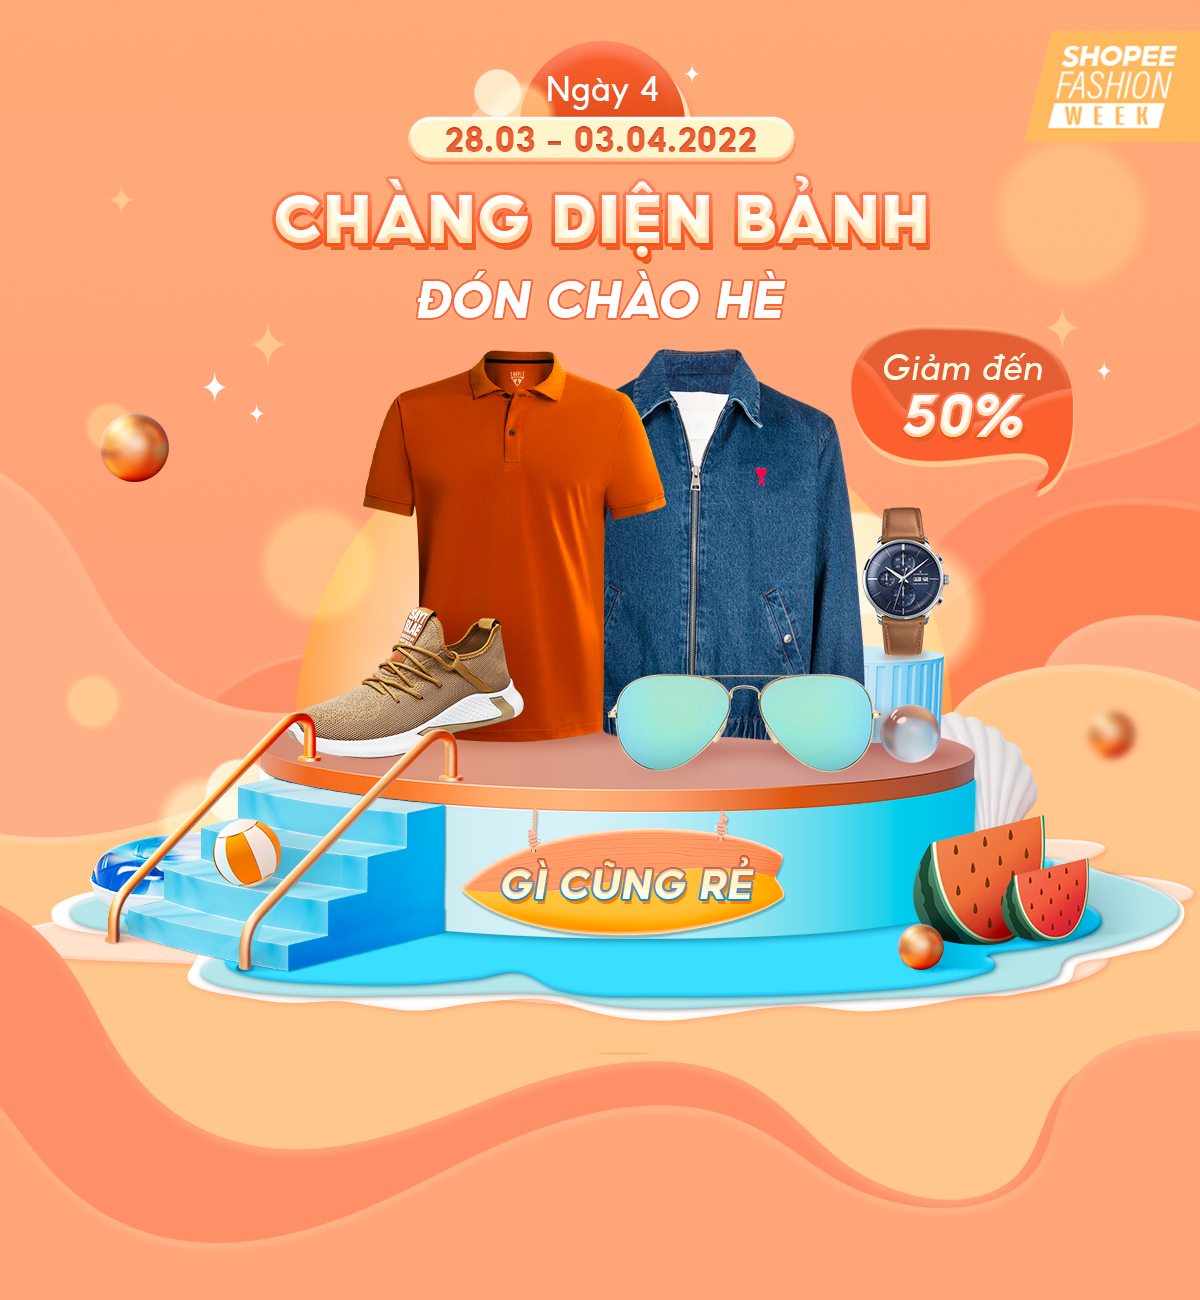 SHOPEE
FASHION
WEEK
Ngày 4
28.03 - 03.04.2022
CHÀNG DIỆN BẢNH
ĐÓN CHÀO HÈ
Giảm đến
50%
GÌ CŨNG RẺ